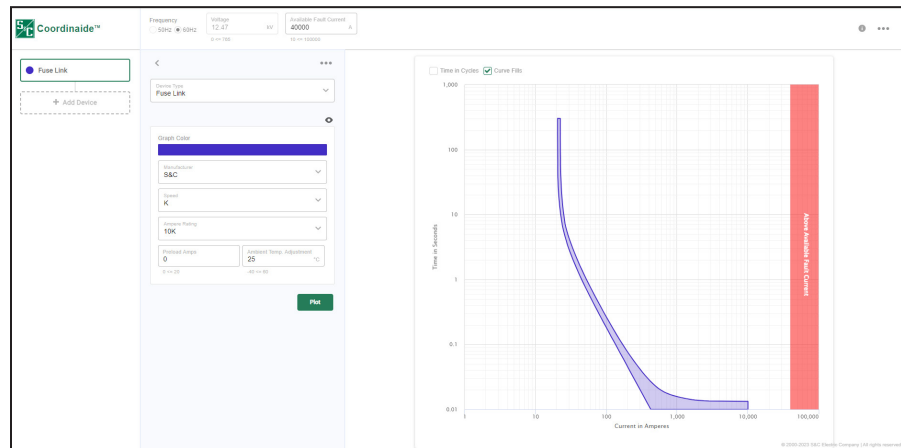 S&C Coordinaide™
Frequency
50Hz 60Hz
Voltage
12.47 kV
0 <= 765
Available Fault Current
40000 A
10 <= 100000
Fuse Link
+ Add Device
Device Type
Fuse Link
Graph Color
Manufacturer
S&C
Speed
K
Ampere Rating
10K
Preload Amps
0
0 <= 20
Ambient Temp. Adjustment
25 °C
-40 <= 60
Plot
Time in Cycles Curve Fills
1,000
100
10
1
0.1
0.01
Time in Seconds
Above Available Fault Current
1 10 100 1,000 10,000 100,000
Current in Amperes
© 2000-2023 S&C Electric Company | All rights reserved